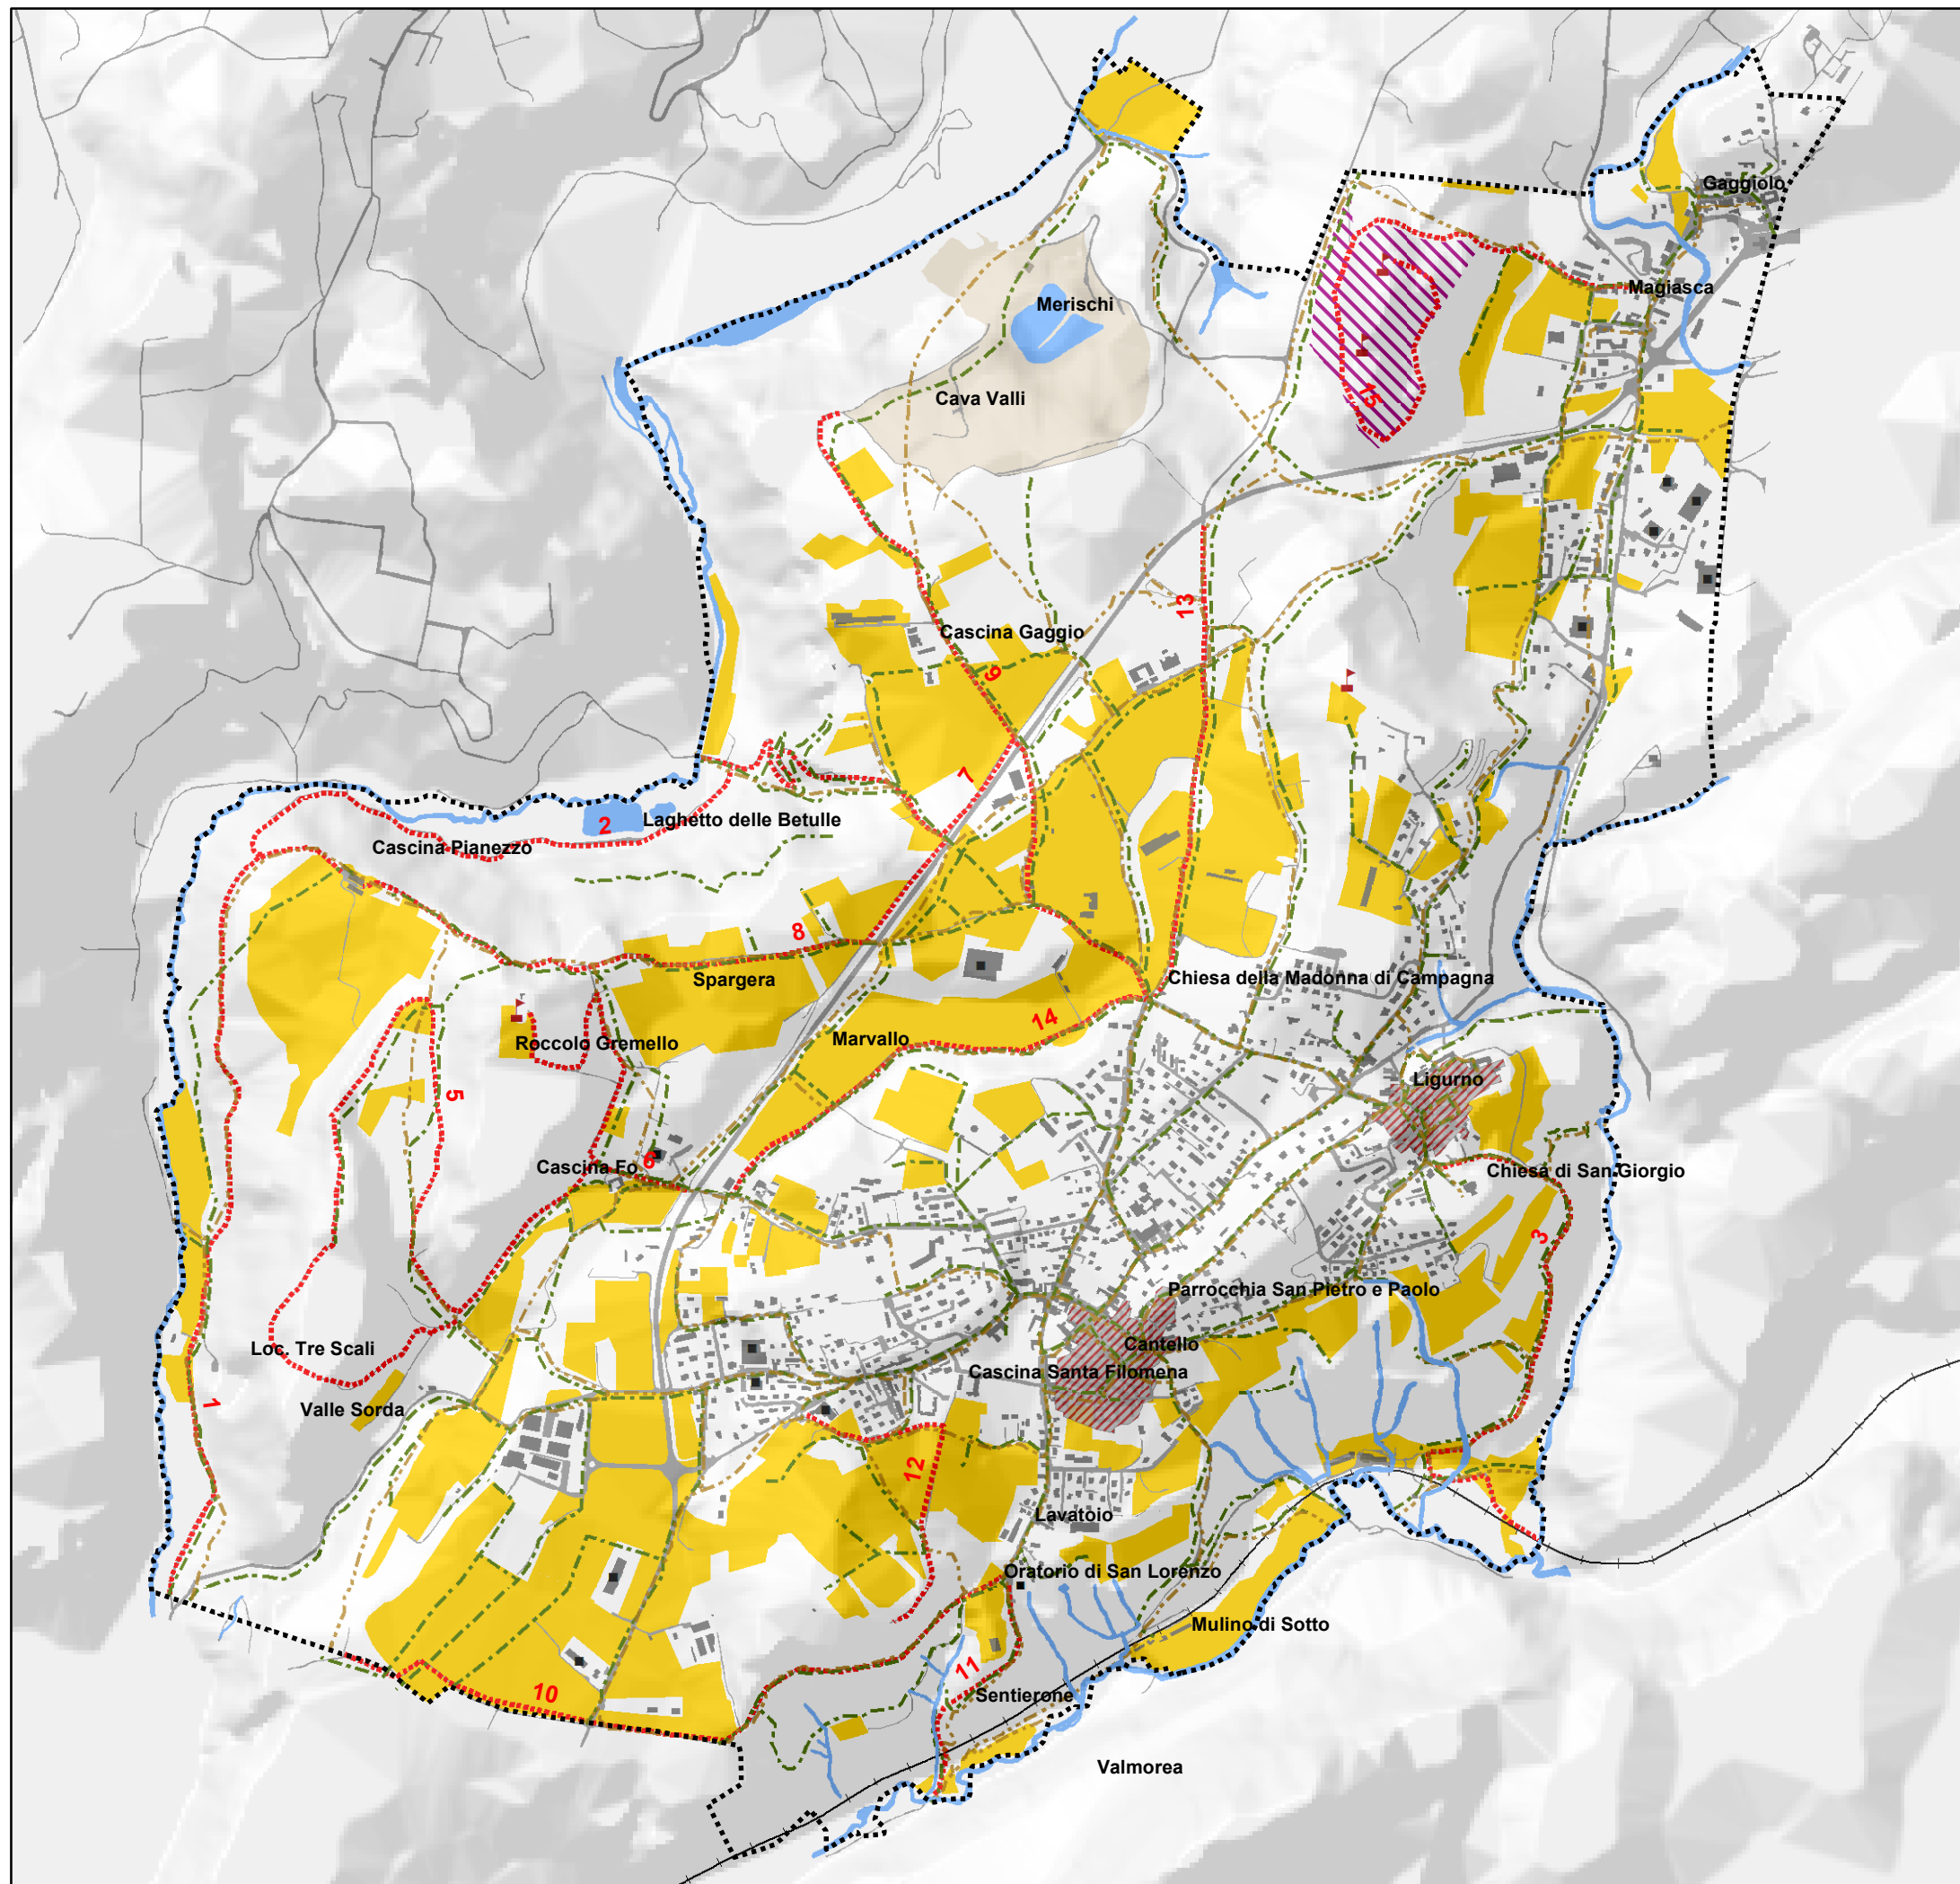 Gaggiolo
Magiasca
Merischi
Cava Valli
15
13
Cascina Gaggio
9
7
2
Laghetto delle Betulle
Cascina Pianezzo
8
Spargera
Chiesa della Madonna di Campagna
14
Marvallo
Roccolo Gremello
5
Ligurno
Cascina Fo
6
Chiesa di San Giorgio
3
Parrocchia San Pietro e Paolo
Loc. Tre Scali
Cantello
Cascina Santa Filomena
1
Valle Sorda
12
Lavatoio
Oratorio di San Lorenzo
Mulino di Sotto
11
10
Sentierone
Valmorea